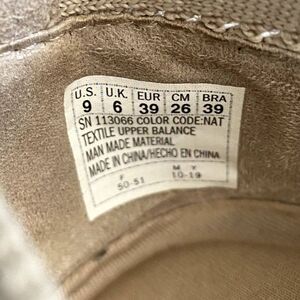 U.S. U.K. EUR CM BRA
9 6 39 26 39
SN 113066 COLOR CODE:NAT
TEXTILE UPPER BALANCE
MAN MADE MATERIAL
MADE IN CHINA/HECHO EN CHINA
F M Y
50-51 10-19